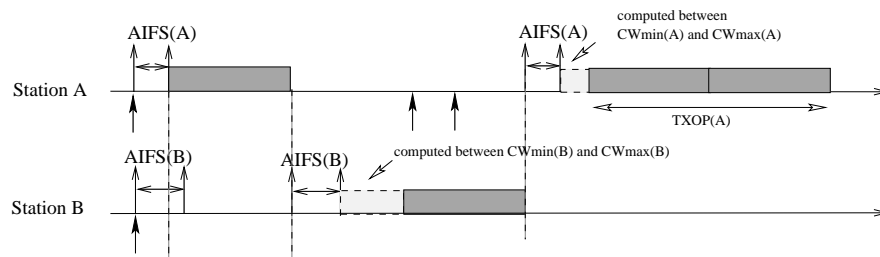 computed between
CWmin(A) and CWmax(A)
AIFS(A)
AIFS(A)
Station A
TXOP(A)
AIFS(B)
AIFS(B)
computed between CWmin(B) and CWmax(B)
Station B